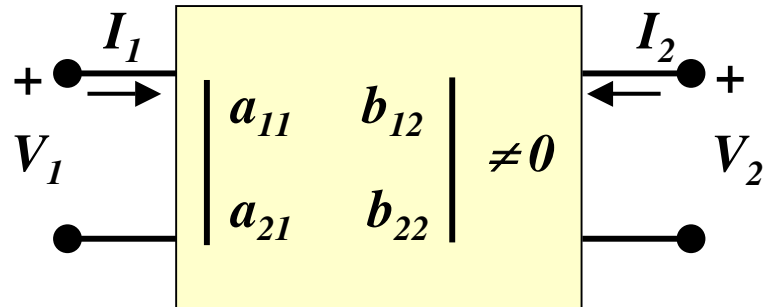 I₁ I₂
+ a₁₁ b₁₂ +
V₁ ≠0 V₂
a₂₁ b₂₂